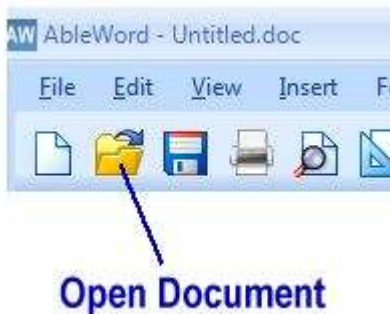 AW AbleWord - Untitled.doc
File Edit View Insert F
Open Document